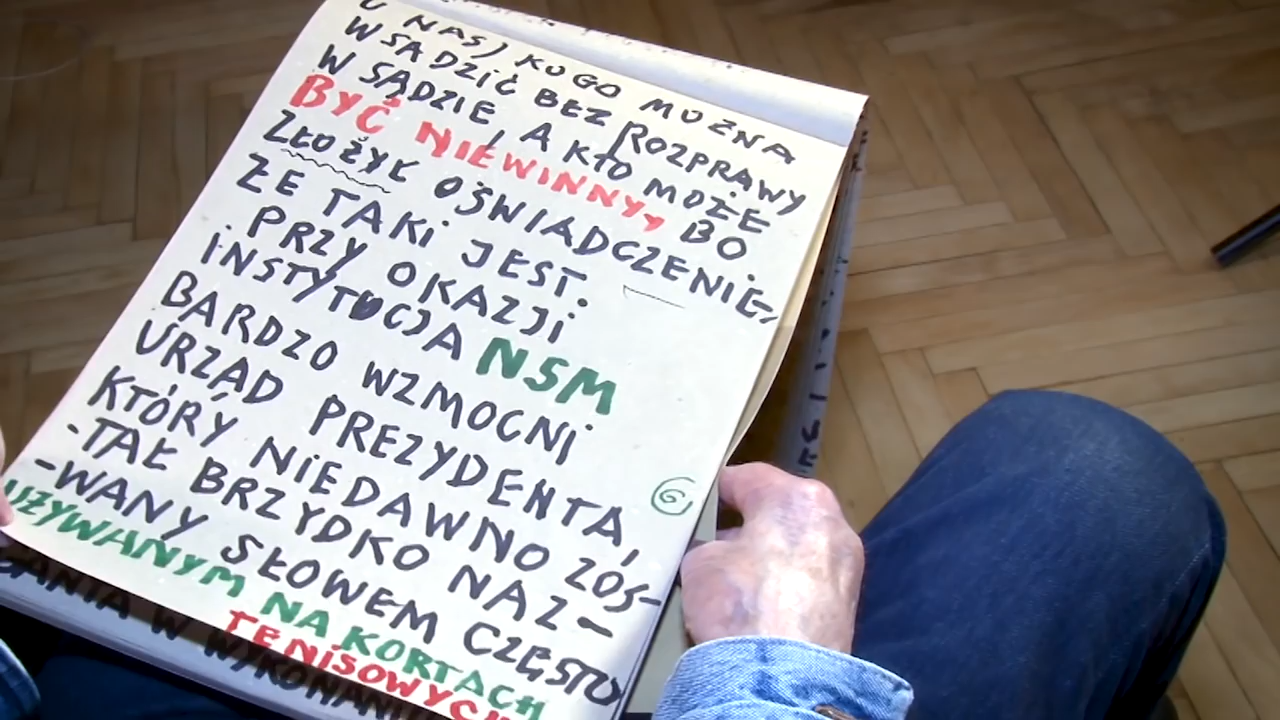 U NAS, KOGO MOŻNA
WSADZIĆ BEZ ROZPRAWY
W SĄDZIE, A KTO MOŻE
BYĆ NIEWINNY, BO
ZŁOŻYŁ OŚWIADCZENIE,
ŻE TAKI JEST.
PRZY OKAZJI
INSTYTUCJA NSM
BARDZO WZMOCNI
URZĄD PREZYDENTA,
KTÓRY NIEDAWNO ZOS-
-TAŁ BRZYDKO NAZ-
-WANY SŁOWEM CZĘSTO
UŻYWANYM NA KORTACH
TENISOWYCH
6
W WYKONANI